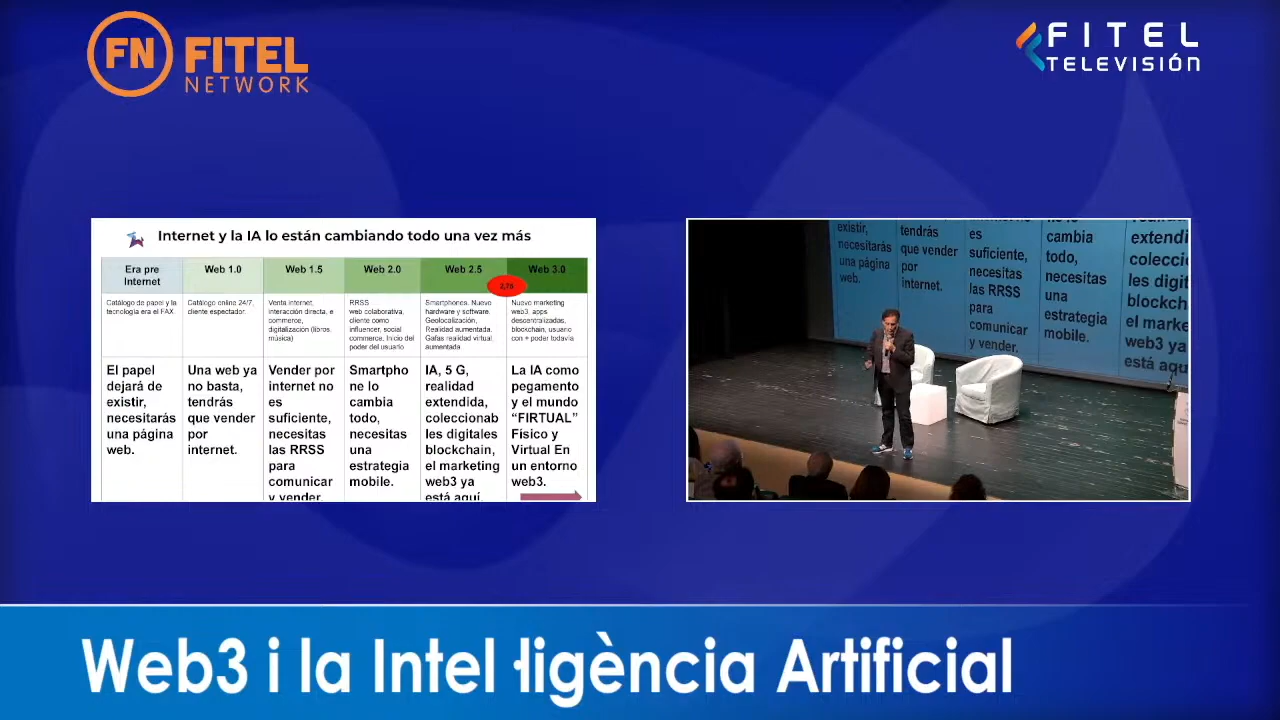 FN FITEL
NETWORK
FITEL
TELEVISIÓN
Internet y la IA lo están cambiando todo una vez más
Era pre
Internet
Web 1.0
Web 1.5
Web 2.0
Web 2.5
2,75
Web 3.0
Catálogo de papel y la
tecnología era el FAX.
Catálogo online 24/7,
cliente espectador.
Venta internet.
Interacción directa, e
commerce,
digitalización (libros
música)
RRSS
web colaborativa,
cliente como
influencer, social
commerce. Inicio del
poder del usuario
Smartphones. Nuevo
hardware y software.
Geolocalización,
Realidad aumentada.
Gafas realidad virtual,
aumentada.
Nuevo marketing
web3, apps
descentralizadas,
blockchain, usuario
con + poder todavía
El papel
dejará de
existir,
necesitarás
una página
web.
Una web ya
no basta,
tendrás
que vender
por
internet.
Vender por
internet no
es
suficiente,
necesitas
las RRSS
para
comunicar
y vender.
Smartpho
ne lo
cambia
todo,
necesitas
una
estrategia
mobile.
IA, 5 G,
realidad
extendida,
coleccionab
les digitales
blockchain,
el marketing
web3 ya
está aquí.
La IA como
pegamento
y el mundo
“FIRTUAL”
Físico y
Virtual En
un entorno
web3.
existir,
necesitarás
una página
web.
tendrás
que vender
por
internet.
es
suficiente,
necesitas
las RRSS
para
comunicar
y vender.
cambia
todo,
necesitas
una
estrategia
mobile.
extendi
colecci
les digi
blockch
el marke
web3 ya
está aqu
Web3 i la Intel·ligència Artificial